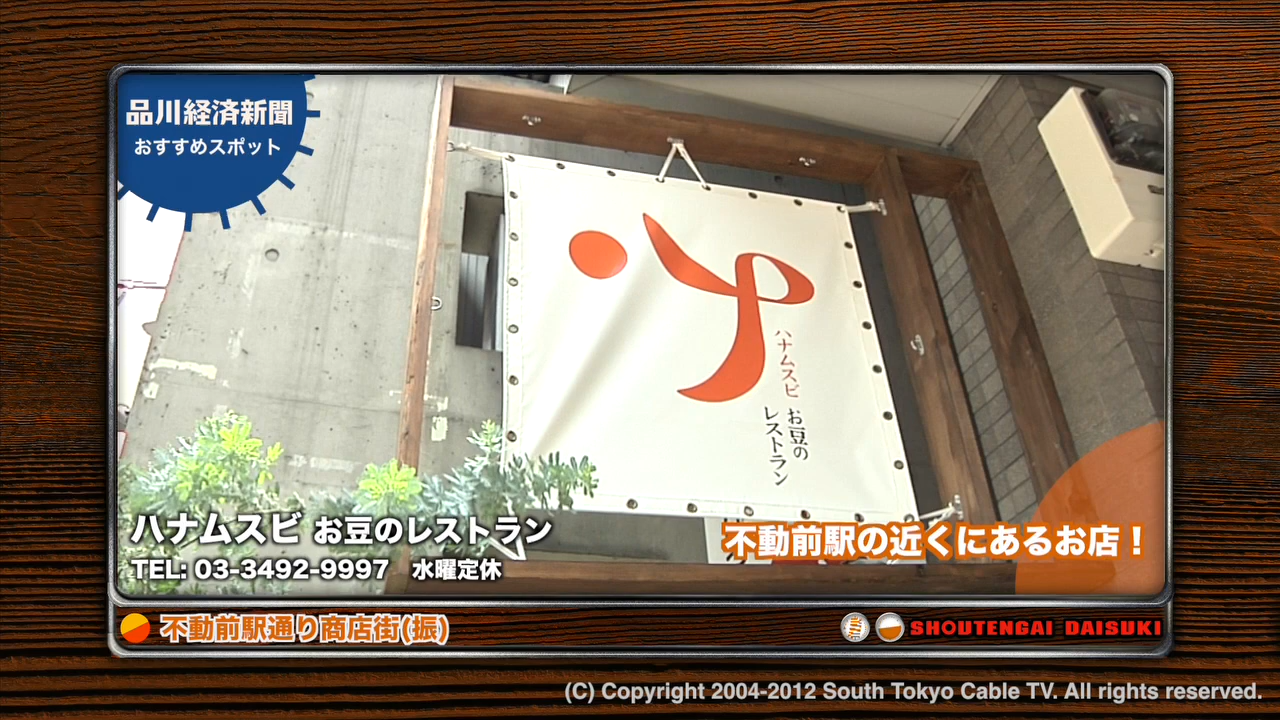 品川経済新聞
おすすめスポット
ハナムスビ
お豆の
レストラン
ハナムスビ お豆のレストラン
TEL: 03-3492-9997 水曜定休
不動前駅の近くにあるお店！
不動前駅通り商店街(振)
SHOUTENGAI DAISUKI
(C) Copyright 2004-2012 South Tokyo Cable TV. All rights reserved.